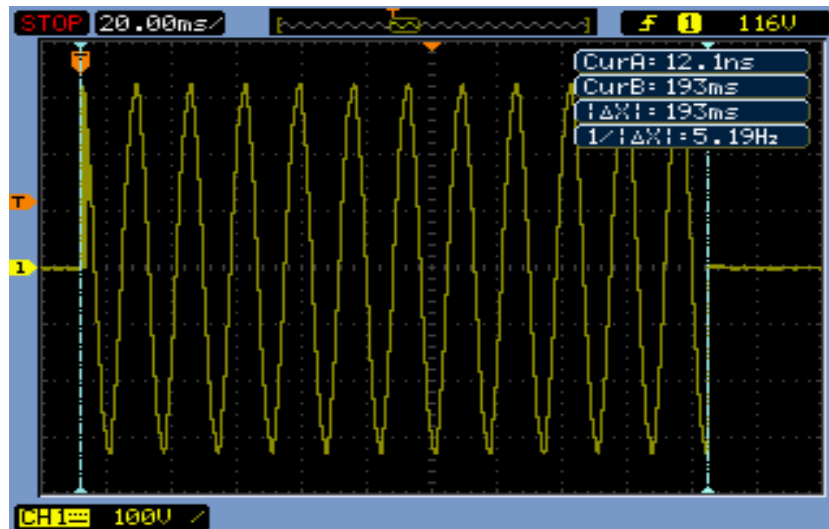 STOP 20.00ms/ T 1 116V
T
CurA: 12.1ns
CurB: 193ms
|ΔX|: 193ms
1/|ΔX|: 5.19Hz
T
1
CH1 100V /